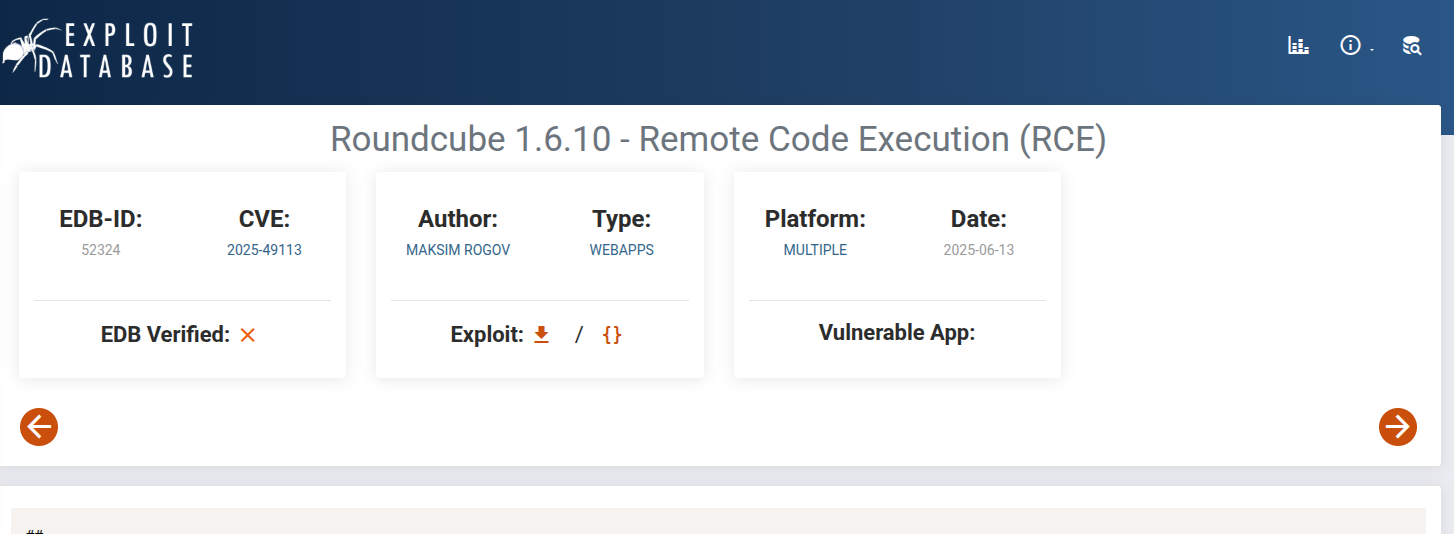 EXPLOIT
DATABASE
Roundcube 1.6.10 - Remote Code Execution (RCE)
EDB-ID:
52324
CVE:
2025-49113
EDB Verified:
Author:
MAKSIM ROGOV
Type:
WEBAPPS
Exploit: / {}
Platform:
MULTIPLE
Date:
2025-06-13
Vulnerable App:
##